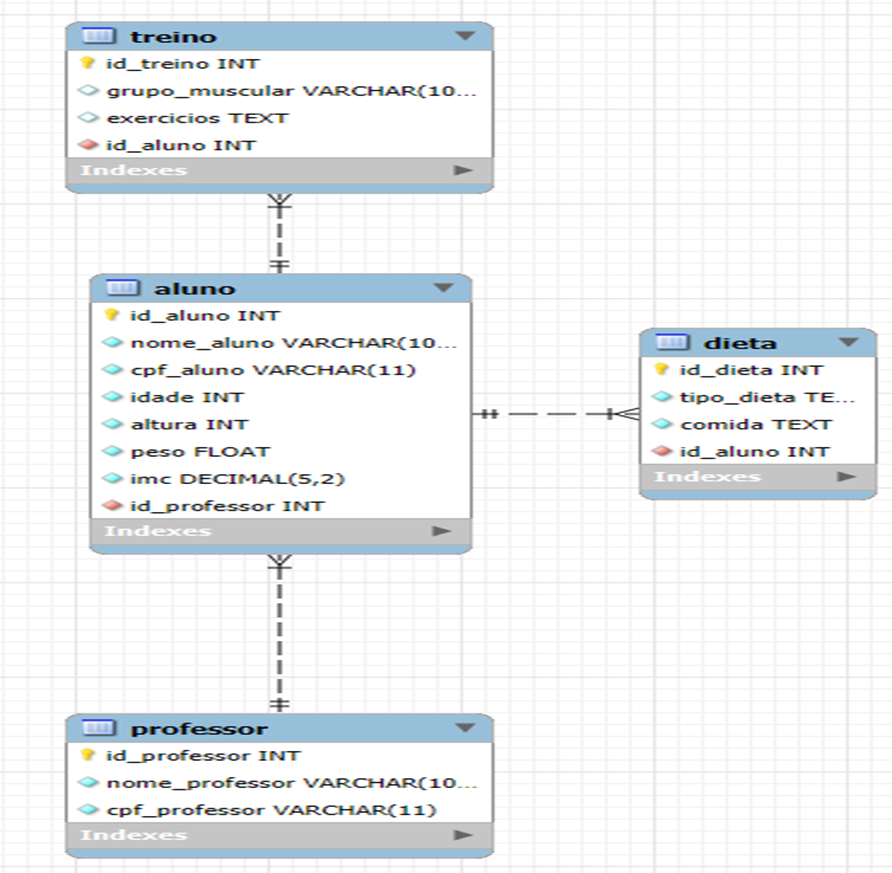 treino
id_treino INT
grupo_muscular VARCHAR(10...
exercicios TEXT
id_aluno INT
Indexes
aluno
id_aluno INT
nome_aluno VARCHAR(10...
cpf_aluno VARCHAR(11)
idade INT
altura INT
peso FLOAT
imc DECIMAL(5,2)
id_professor INT
Indexes
dieta
id_dieta INT
tipo_dieta TE...
comida TEXT
id_aluno INT
Indexes
professor
id_professor INT
nome_professor VARCHAR(10...
cpf_professor VARCHAR(11)
Indexes